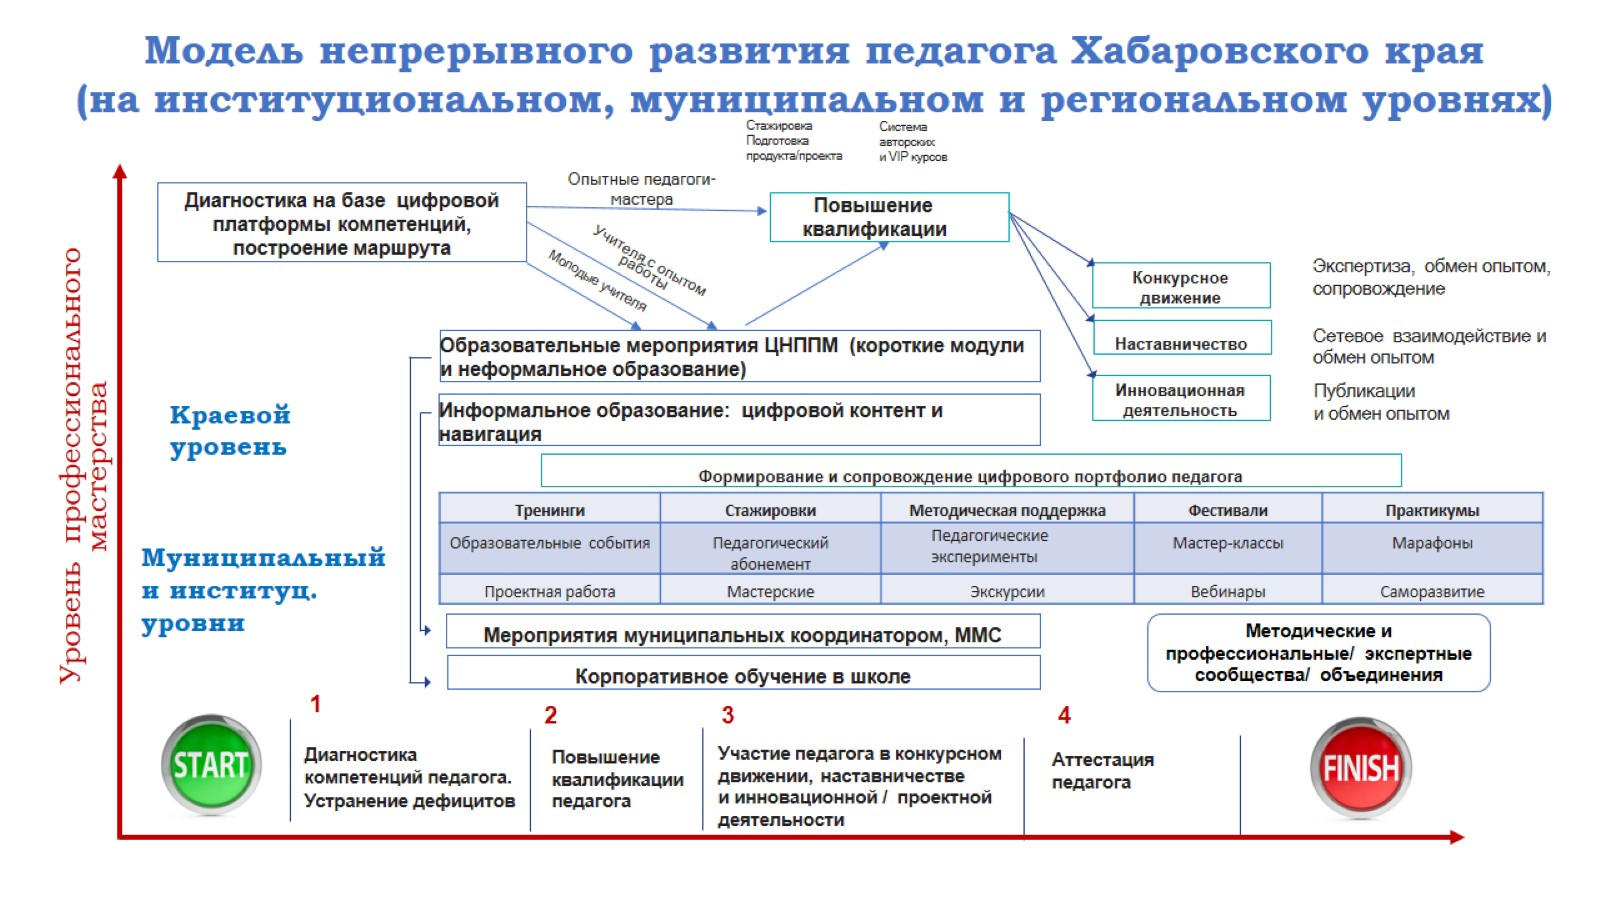 Модель непрерывного развития педагога Хабаровского края
(на институциональном, муниципальном и региональном уровнях)
Стажировка
Подготовка
продукта/проекта
Система
авторских
и VIP курсов
Уровень профессионального
мастерства
Диагностика на базе цифровой
платформы компетенций,
построение маршрута
Опытные педагоги-
мастера
Учителя с опытом
работы
Молодые учителя
Повышение
квалификации
Конкурсное
движение
Экспертиза, обмен опытом,
сопровождение
Наставничество
Сетевое взаимодействие и
обмен опытом
Инновационная
деятельность
Публикации
и обмен опытом
Образовательные мероприятия ЦНППМ (короткие модули
и неформальное образование)
Краевой
уровень
Информальное образование: цифровой контент и
навигация
Формирование и сопровождение цифрового портфолио педагога
Тренинги Стажировки Методическая поддержка Фестивали Практикумы
Образовательные события
Педагогический
абонемент
Педагогические
эксперименты
Мастер-классы
Марафоны
Проектная работа Мастерские Экскурсии Вебинары Саморазвитие
Муниципальный
и институц.
уровни
Мероприятия муниципальных координатором, ММС
Корпоративное обучение в школе
Методические и
профессиональные/ экспертные
сообщества/ объединения
START
1
Диагностика
компетенций педагога.
Устранение дефицитов
2
Повышение
квалификации
педагога
3
Участие педагога в конкурсном
движении, наставничестве
и инновационной / проектной
деятельности
4
Аттестация
педагога
FINISH